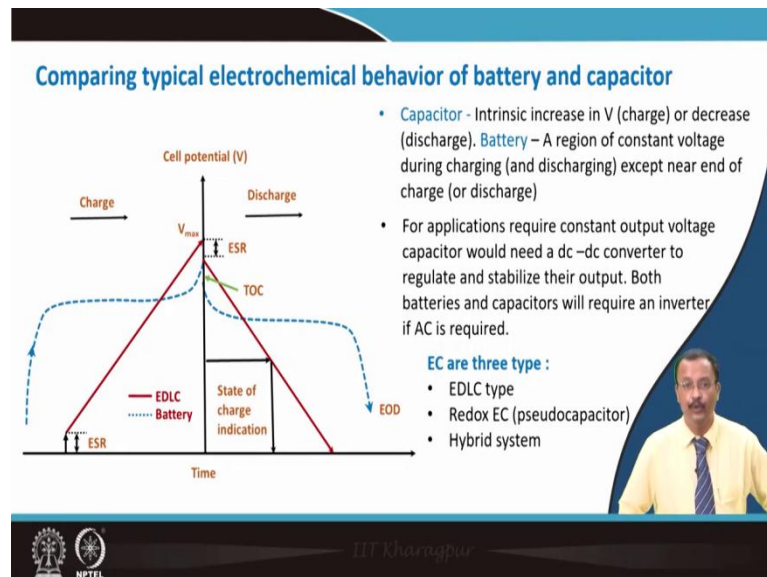 Comparing typical electrochemical behavior of battery and capacitor
Cell potential (V)
Charge
Discharge
Vmax
ESR
TOC
EDLC
Battery
State of
charge
indication
EOD
ESR
Time
• Capacitor - Intrinsic increase in V (charge) or decrease
(discharge). Battery – A region of constant voltage
during charging (and discharging) except near end of
charge (or discharge)
• For applications require constant output voltage
capacitor would need a dc –dc converter to
regulate and stabilize their output. Both
batteries and capacitors will require an inverter
if AC is required.
EC are three type :
• EDLC type
• Redox EC (pseudocapacitor)
• Hybrid system
IIT Kharagpur
NPTEL